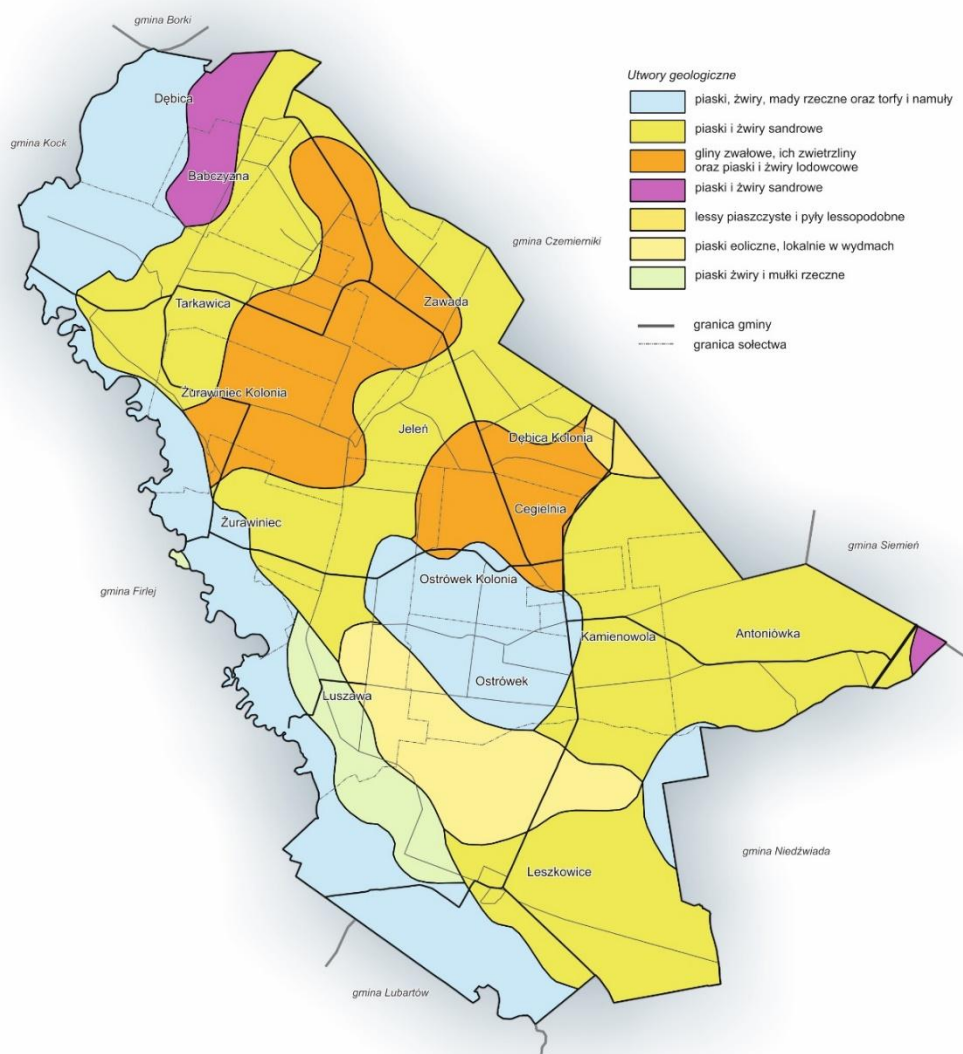 gmina Borki
Utwory geologiczne
Dębica
piaski, żwiry, mady rzeczne oraz torfy i namuły
piaski i żwiry sandrowe
gmina Kock
gliny zwałowe, ich zwietrzliny
oraz piaski i żwiry lodowcowe
Babczyzna
piaski i żwiry sandrowe
lessy piaszczyste i pyły lessopodobne
gmina Czemierniki
piaski eoliczne, lokalnie w wydmach
piaski żwiry i mułki rzeczne
Tarkawica
Zawada
granica gminy
granica sołectwa
Żurawiniec Kolonia
Jeleń
Dębica Kolonia
Cegielnia
Żurawiniec
gmina Siemień
Ostrówek Kolonia
gmina Firlej
Kamienowola
Antoniówka
Ostrówek
Luszawa
gmina Niedźwiada
Leszkowice
gmina Lubartów